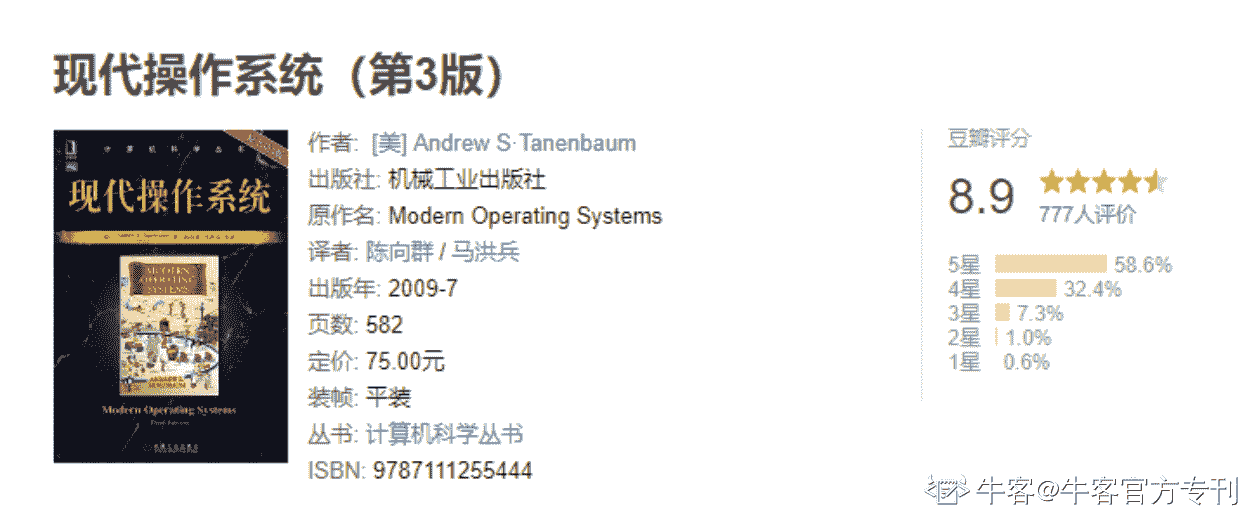 现代操作系统（第3版）
计算机科学丛书
现代操作系统
MODERN
OPERATING
SYSTEMS
Modern Operating Systems
作者: [美] Andrew S·Tanenbaum
出版社: 机械工业出版社
原作名: Modern Operating Systems
译者: 陈向群 / 马洪兵
出版年: 2009-7
页数: 582
定价: 75.00元
装帧: 平装
丛书: 计算机科学丛书
ISBN: 9787111255444
豆瓣评分
8.9
777人评价
5星 58.6%
4星 32.4%
3星 7.3%
2星 1.0%
1星 0.6%
牛客@牛客官方专刊